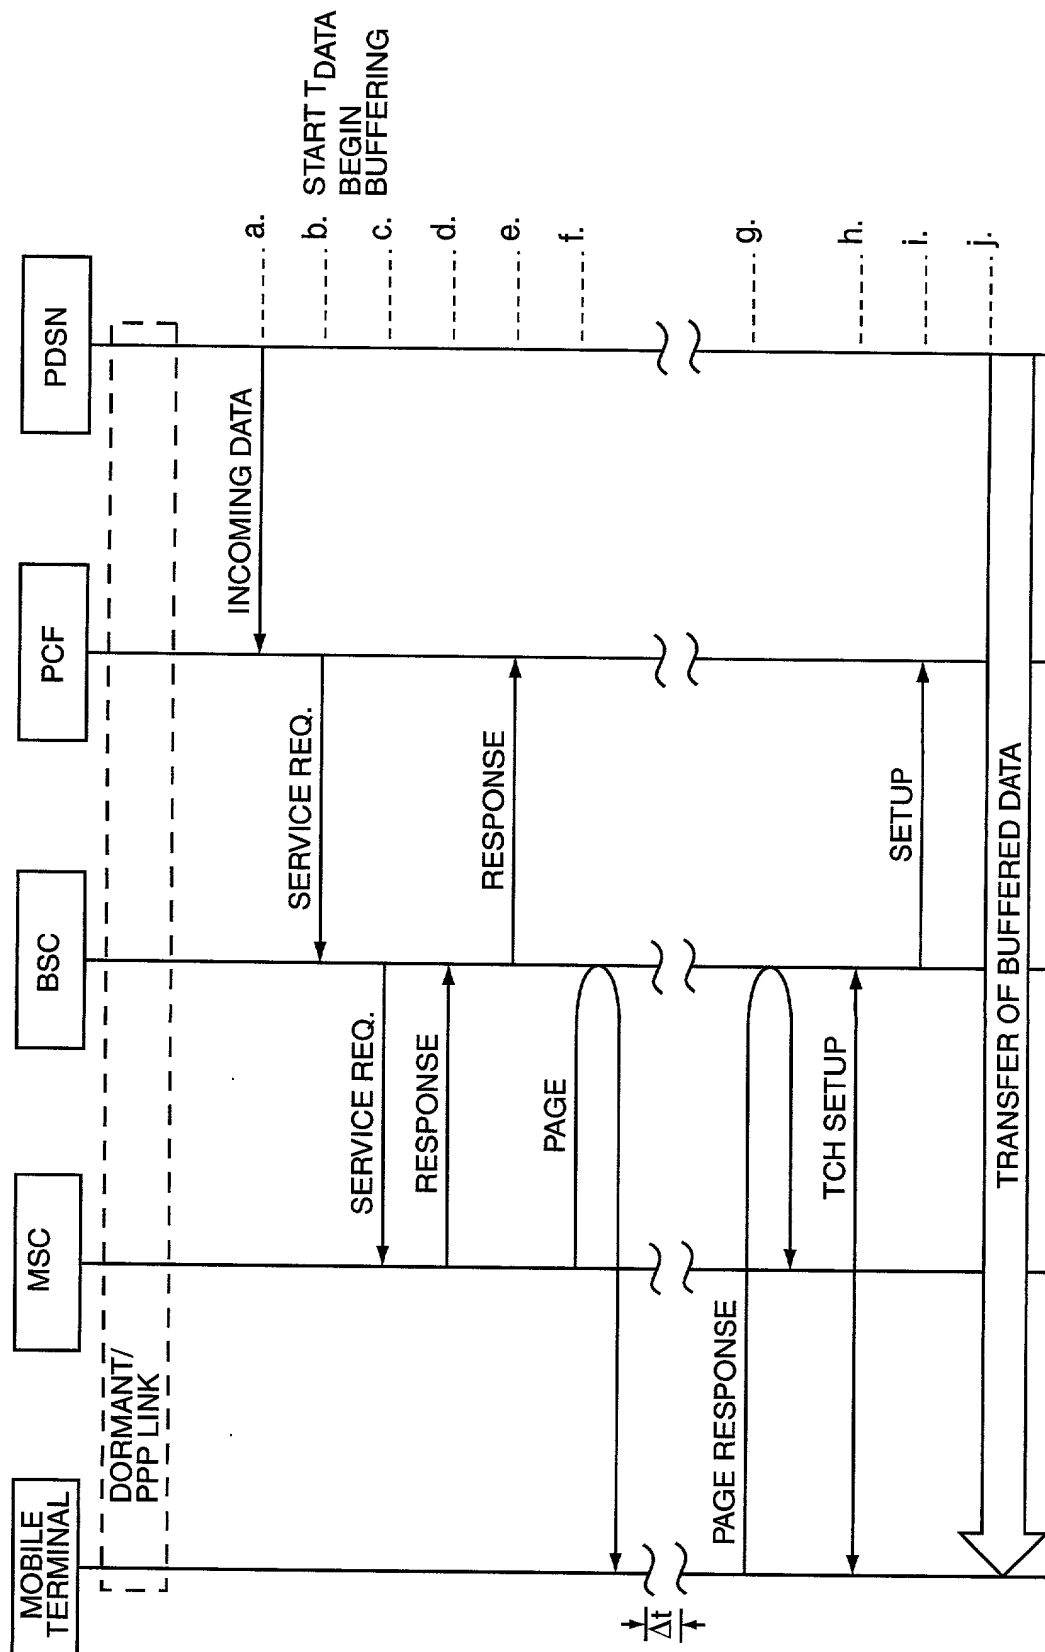 MOBILE
TERMINAL
MSC
BSC
PCF
PDSN
DORMANT/
PPP LINK
INCOMING DATA
a.
SERVICE REQ.
b.
START TDATA
BEGIN
BUFFERING
SERVICE REQ.
c.
RESPONSE
d.
RESPONSE
e.
PAGE
f.
Δt
PAGE RESPONSE
g.
TCH SETUP
h.
SETUP
i.
TRANSFER OF BUFFERED DATA
j.